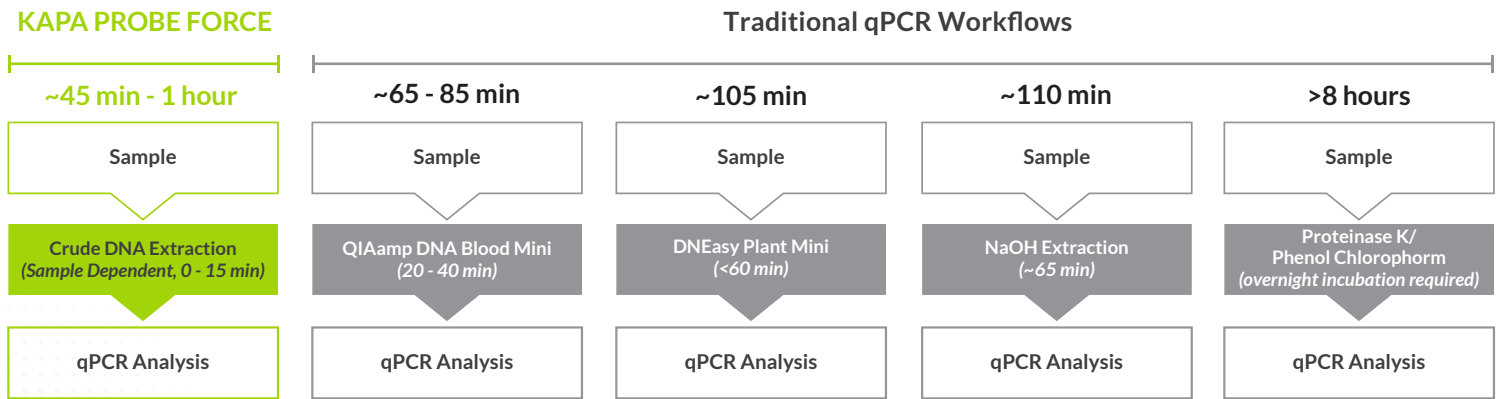 KAPA PROBE FORCE
Traditional qPCR Workflows
~45 min - 1 hour
~65 - 85 min
~105 min
~110 min
>8 hours
Sample
Sample
Sample
Sample
Sample
Crude DNA Extraction
(Sample Dependent, 0 - 15 min)
QIAamp DNA Blood Mini
(20 - 40 min)
DNEasy Plant Mini
(<60 min)
NaOH Extraction
(~65 min)
Proteinase K/
Phenol Chlorophorm
(overnight incubation required)
qPCR Analysis
qPCR Analysis
qPCR Analysis
qPCR Analysis
qPCR Analysis